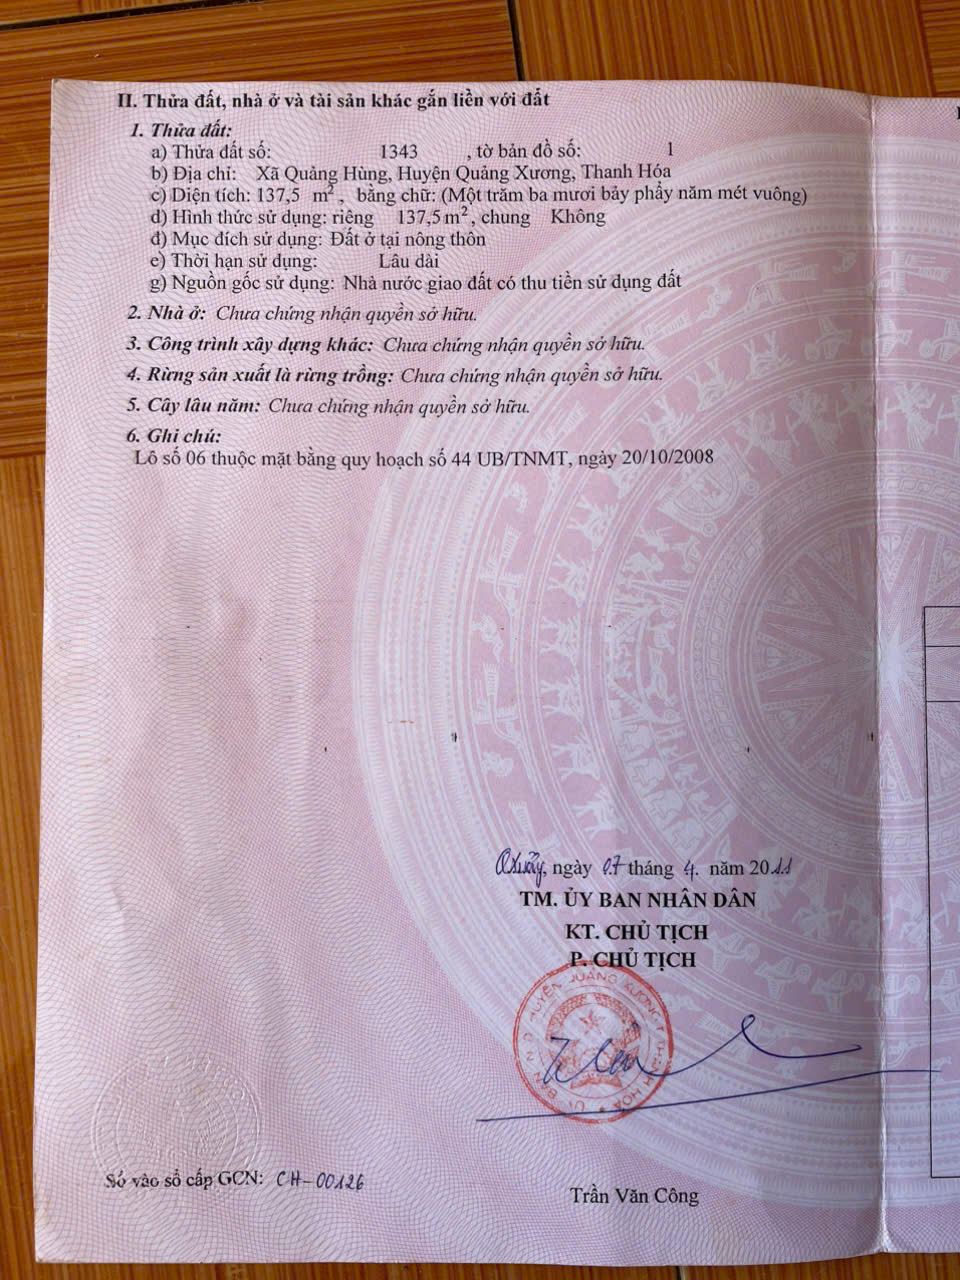 II. Thửa đất, nhà ở và tài sản khác gắn liền với đất
1. Thửa đất:
a) Thửa đất số: 1343 , tờ bản đồ số: 1
b) Địa chỉ: Xã Quảng Hùng, Huyện Quảng Xương, Thanh Hóa
c) Diện tích: 137,5 m², bằng chữ: (Một trăm ba mươi bảy phẩy năm mét vuông)
d) Hình thức sử dụng: riêng 137,5 m², chung Không
đ) Mục đích sử dụng: Đất ở tại nông thôn
e) Thời hạn sử dụng: Lâu dài
g) Nguồn gốc sử dụng: Nhà nước giao đất có thu tiền sử dụng đất
2. Nhà ở: Chưa chứng nhận quyền sở hữu.
3. Công trình xây dựng khác: Chưa chứng nhận quyền sở hữu.
4. Rừng sản xuất là rừng trồng: Chưa chứng nhận quyền sở hữu.
5. Cây lâu năm: Chưa chứng nhận quyền sở hữu.
6. Ghi chú:
Lô số 06 thuộc mặt bằng quy hoạch số 44 UB/TNMT, ngày 20/10/2008
ngày 07 tháng 4. năm 2011
TM. ỦY BAN NHÂN DÂN
KT. CHỦ TỊCH
P. CHỦ TỊCH
ỦY BAN N D HUYỆN QUẢNG XƯƠNG T THANH HOÁ
Số vào sổ cấp GCN: CH-00126
Trần Văn Công